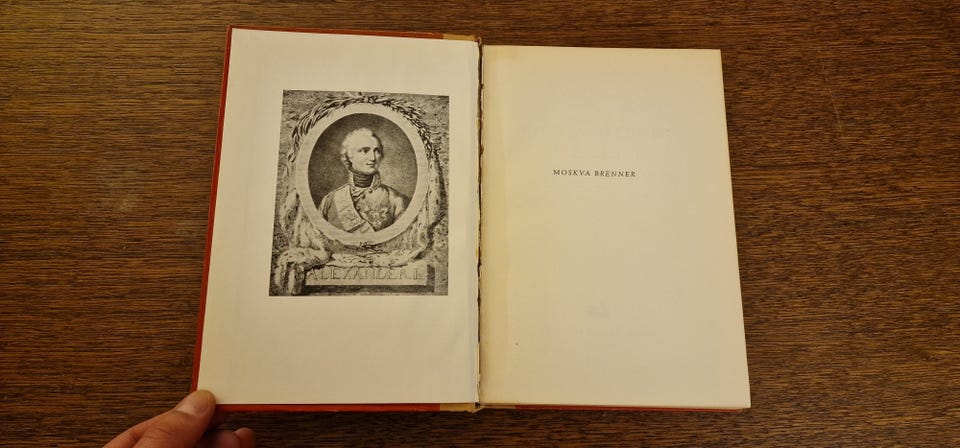 ALEXANDER I.
MOSKVA BRENNER